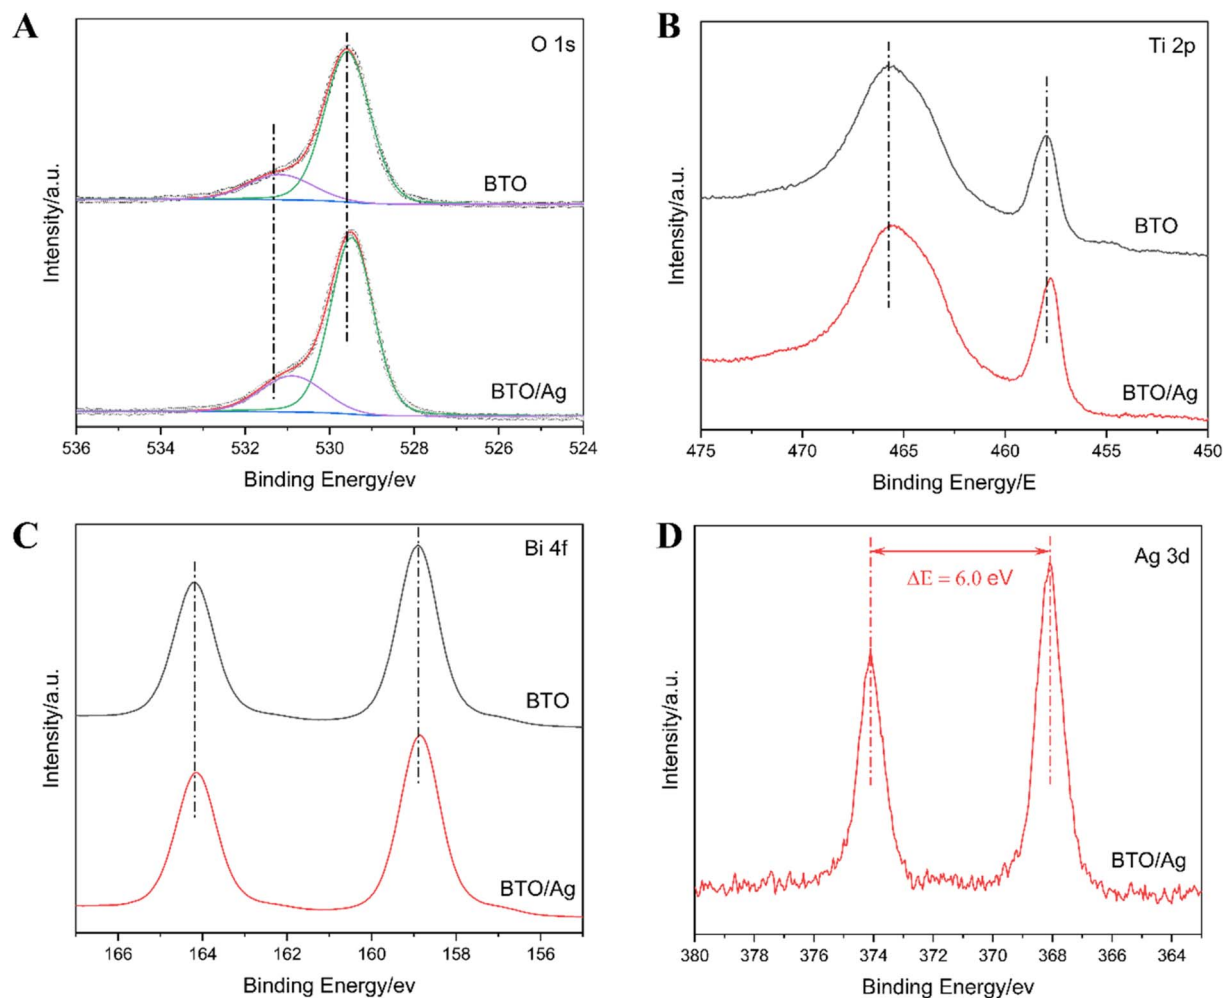 A
O 1s
BTO
BTO/Ag
Intensity/a.u.
536 534 532 530 528 526 524
Binding Energy/ev
B
Ti 2p
BTO
BTO/Ag
Intensity/a.u.
475 470 465 460 455 450
Binding Energy/E
C
Bi 4f
BTO
BTO/Ag
Intensity/a.u.
166 164 162 160 158 156
Binding Energy/ev
D
Ag 3d
ΔE = 6.0 eV
BTO/Ag
Intensity/a.u.
380 378 376 374 372 370 368 366 364
Binding Energy/ev